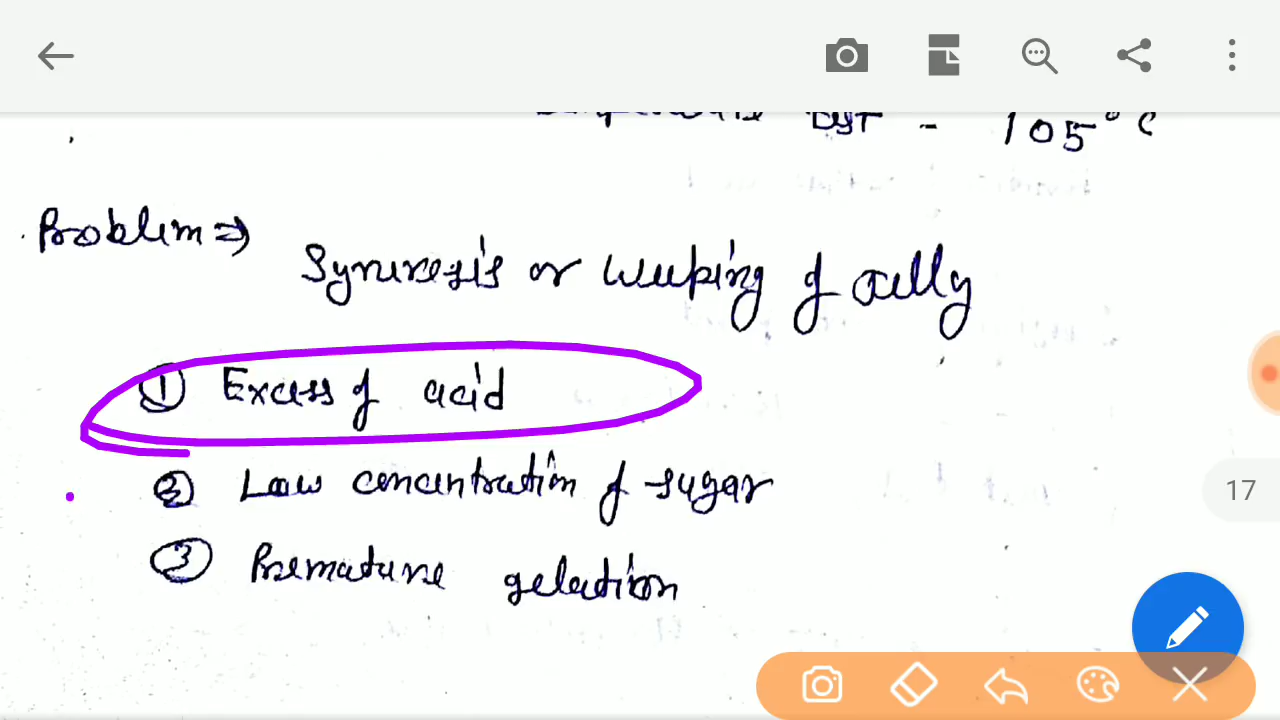 - 105° C
Problem ⇒
Syneresis or weeping of jelly
① Excess of acid
② Low concentration of sugar
③ Premature gelation
17